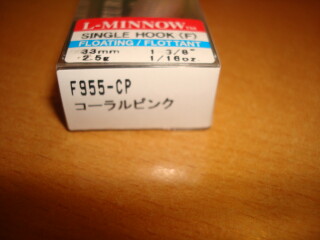 L-MINNOW™
SINGLE HOOK (F)
FLOATING / FLOTTANT
33mm 1 3/8"
2.5g 1/16oz
F955-CP
コーラルピンク